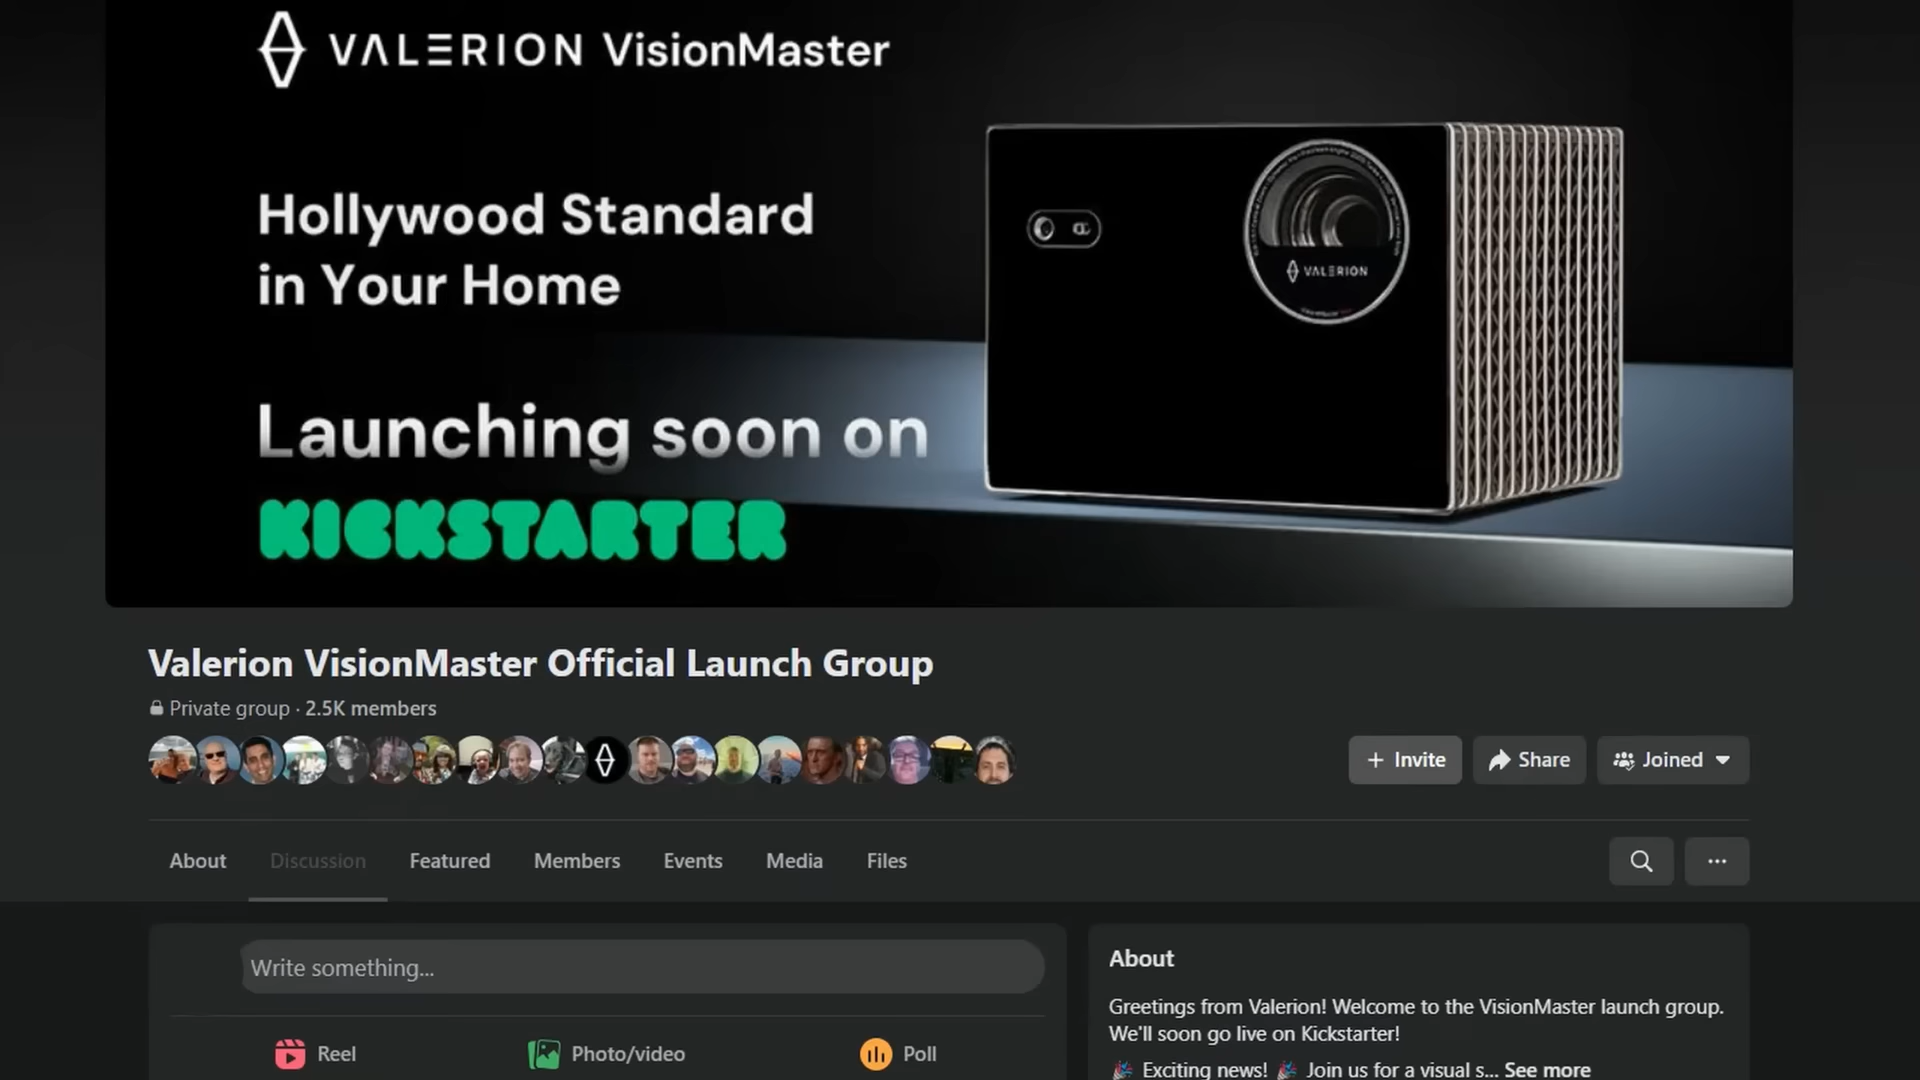 VALERION VisionMaster
Hollywood Standard
in Your Home
Launching soon on
KICKSTARTER
VALERION
Valerion VisionMaster Official Launch Group
Private group · 2.5K members
+ Invite
Share
Joined
About
Discussion
Featured
Members
Events
Media
Files
Write something...
Reel
Photo/video
Poll
About
Greetings from Valerion! Welcome to the VisionMaster launch group.
We'll soon go live on Kickstarter!
Exciting news! Join us for a visual s... See more